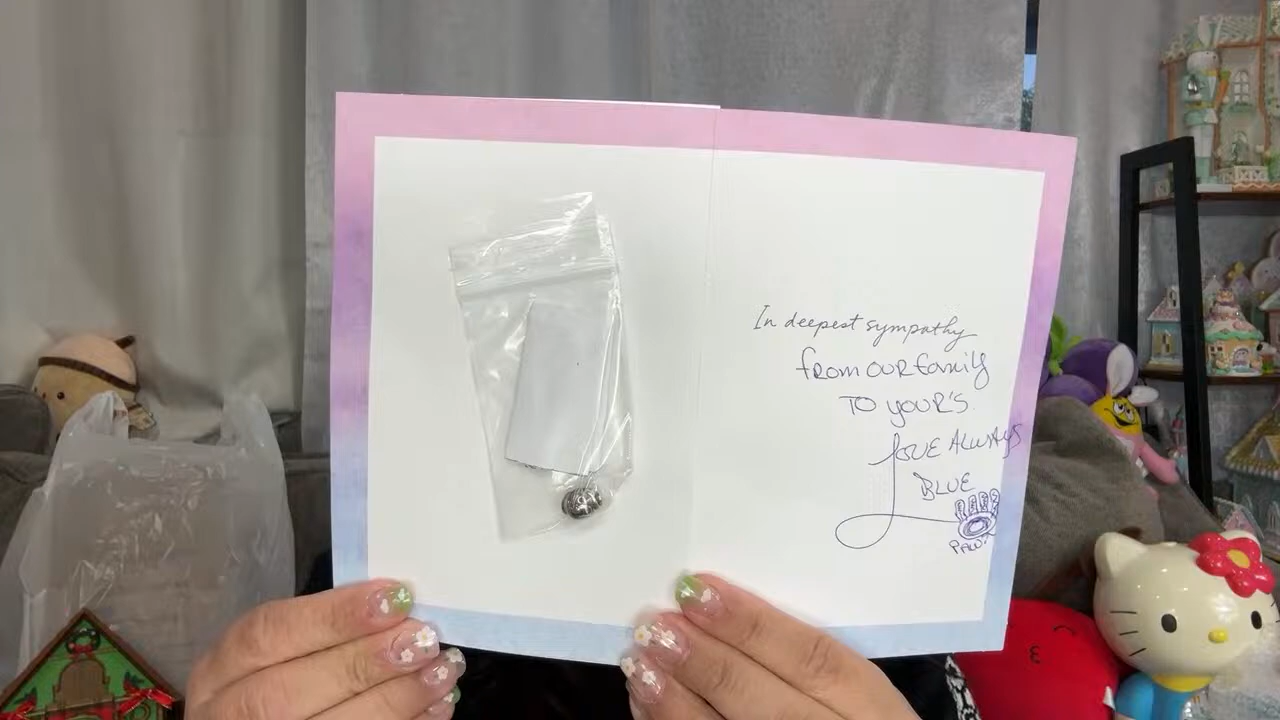 In deepest sympathy
from our family
TO YOUR'S.
Love Always
BLUE
PAW